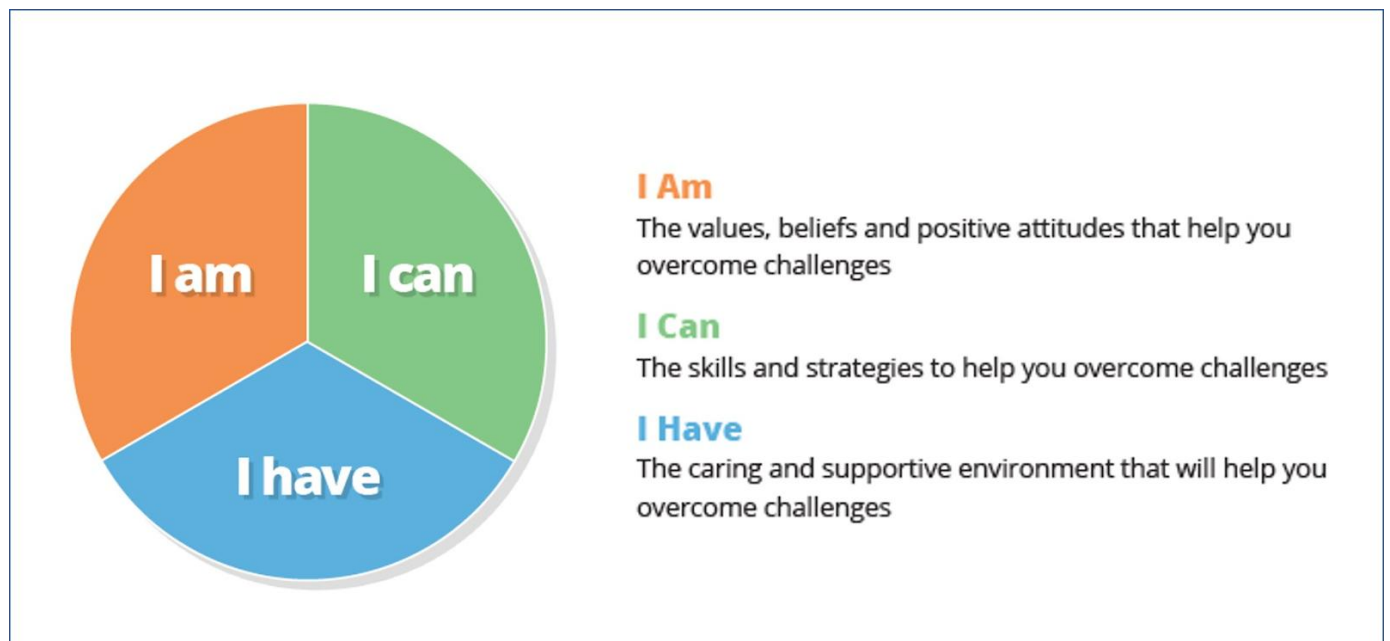 I am
I can
I have
I Am
The values, beliefs and positive attitudes that help you
overcome challenges
I Can
The skills and strategies to help you overcome challenges
I Have
The caring and supportive environment that will help you
overcome challenges